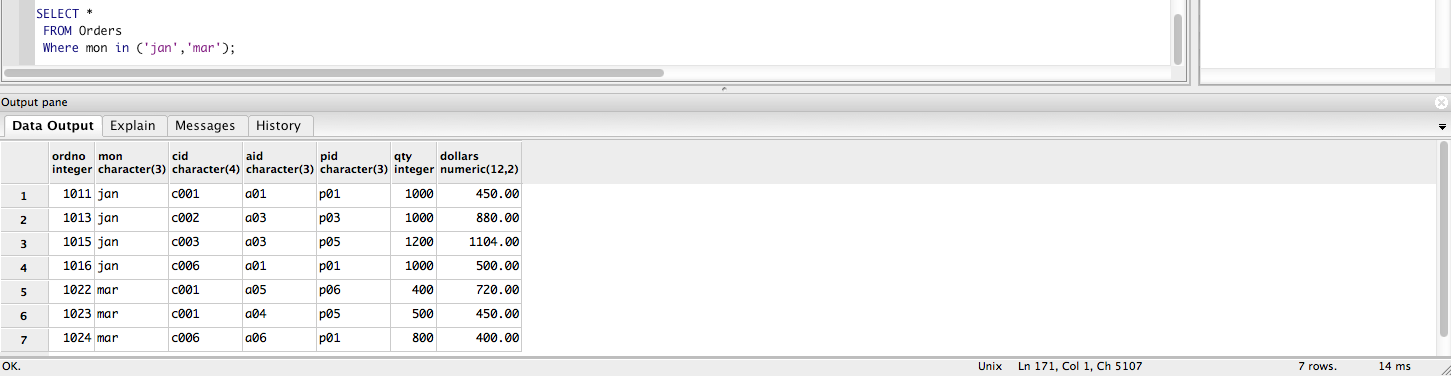 SELECT *
FROM Orders
Where mon in ('jan','mar');
Output pane
Data Output Explain Messages History
ordno mon cid aid pid qty dollars
integer character(3) character(4) character(3) character(3) integer numeric(12,2)
1 1011 jan c001 a01 p01 1000 450.00
2 1013 jan c002 a03 p03 1000 880.00
3 1015 jan c003 a03 p05 1200 1104.00
4 1016 jan c006 a01 p01 1000 500.00
5 1022 mar c001 a05 p06 400 720.00
6 1023 mar c001 a04 p05 500 450.00
7 1024 mar c006 a06 p01 800 400.00
OK. Unix Ln 171, Col 1, Ch 5107 7 rows. 14 ms